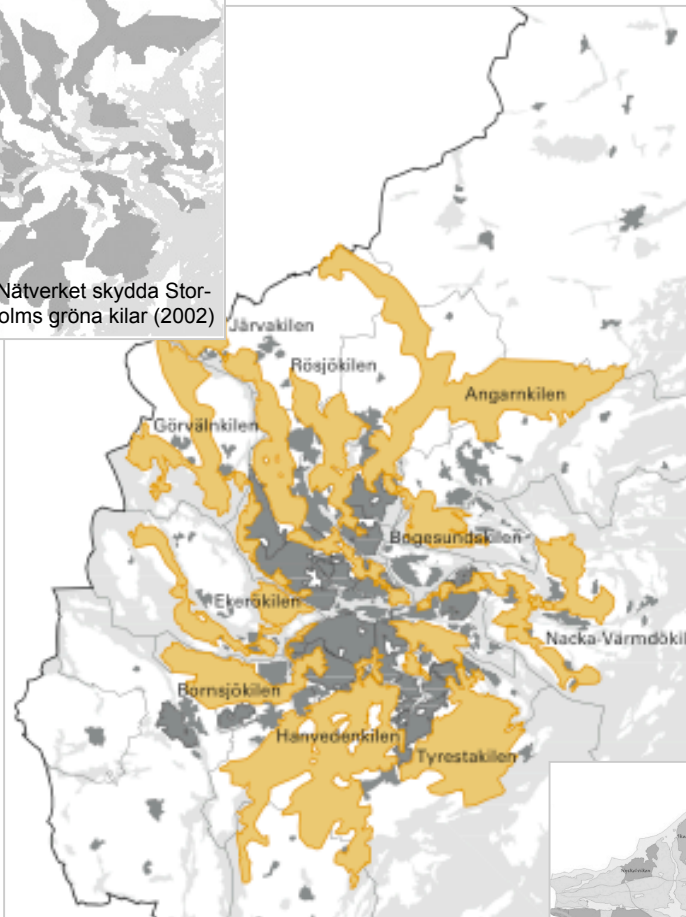 Nätverket skydda Stor-
olms gröna kilar (2002)
Järvakilen
Rösjökilen
Angarnkilen
Görvälnkilen
Bogesundskilen
Ekerökilen
Nacka-Värmdökil
Bornsjökilen
Hanvedenkilen
Tyrestakilen